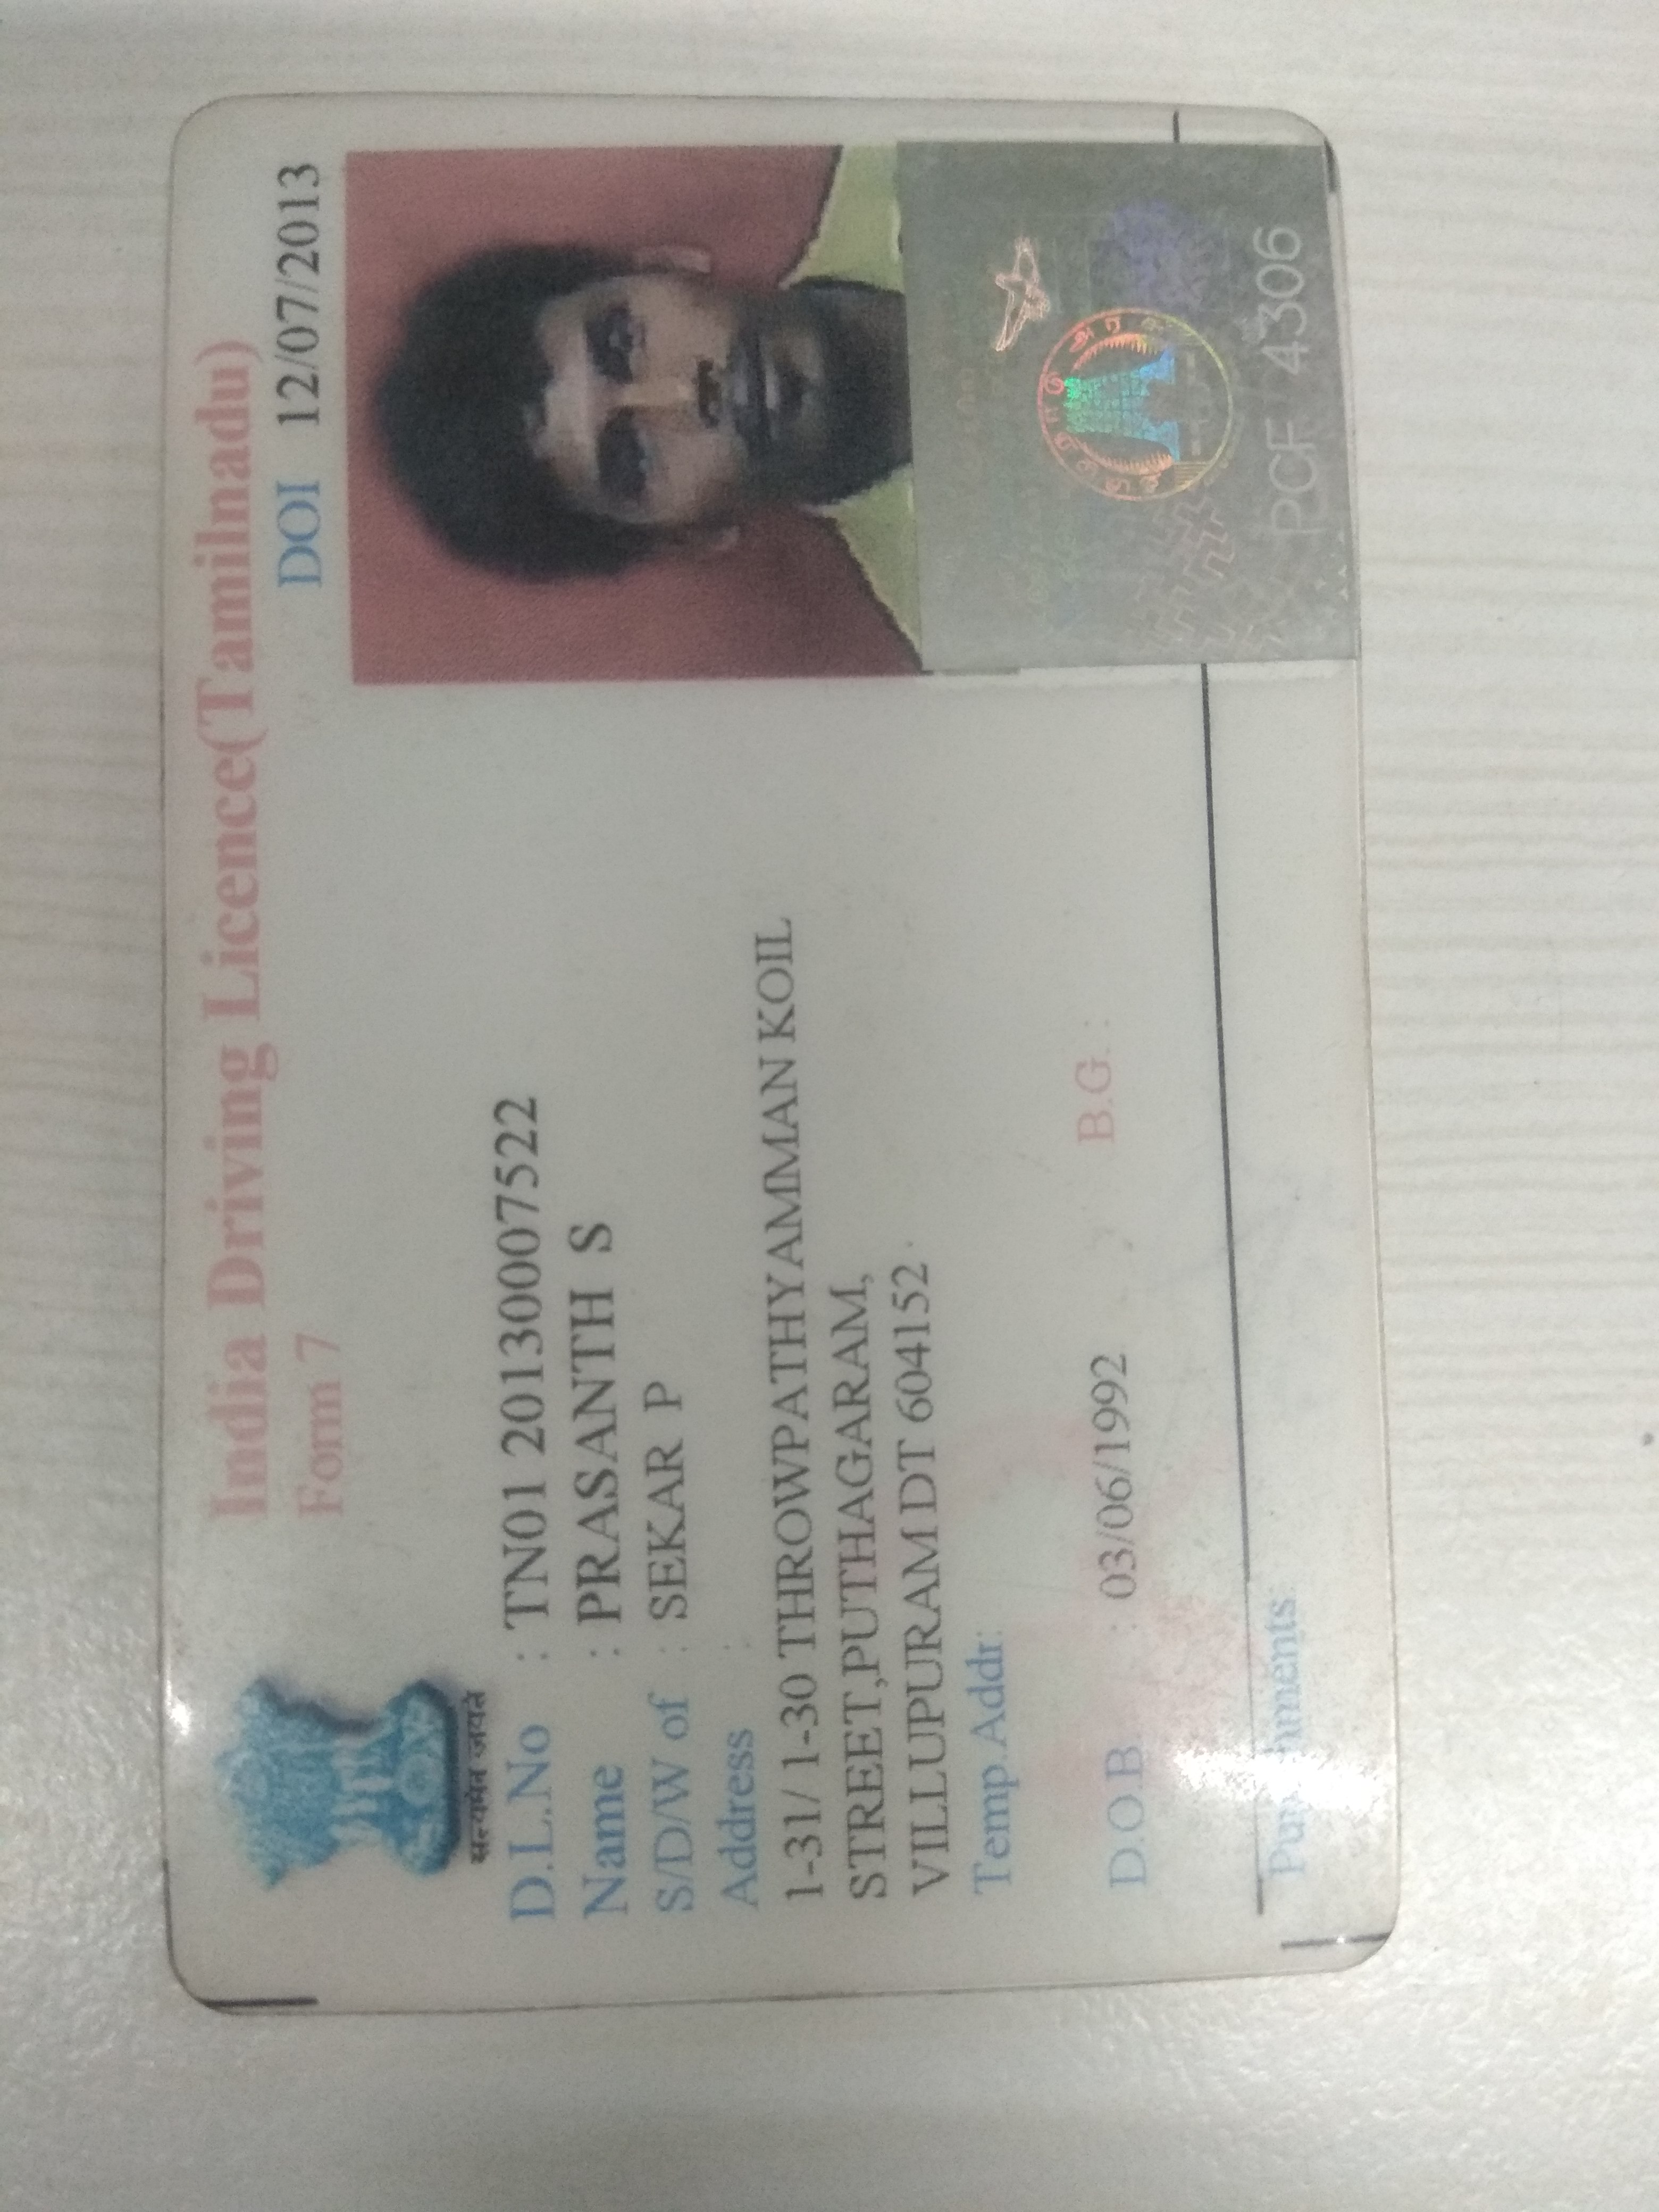 India Driving Licence(Tamilnadu)
Form 7
DOI 12/07/2013
सत्यमेव जयते
D.L.No : TN01 20130007522
Name : PRASANTH S
S/D/W of : SEKAR P
Address :
1-31/ 1-30 THROWPATHYAMMAN KOIL
STREET,PUTHAGARAM,
VILLUPURAM DT 604152
Temp.Addr:
D.O.B : 03/06/1992 B.G. :
Punchments:
PCF 4306